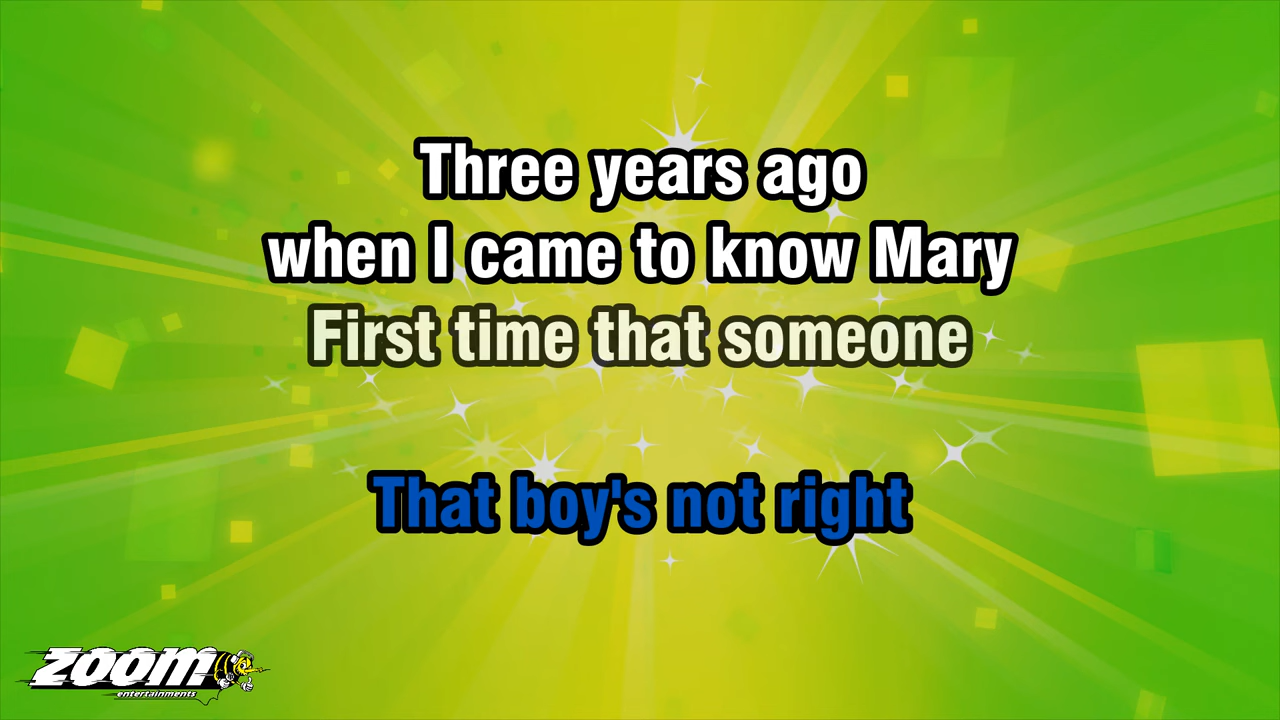 Three years ago
when I came to know Mary
First time that someone
That boy's not right
zoom
entertainments